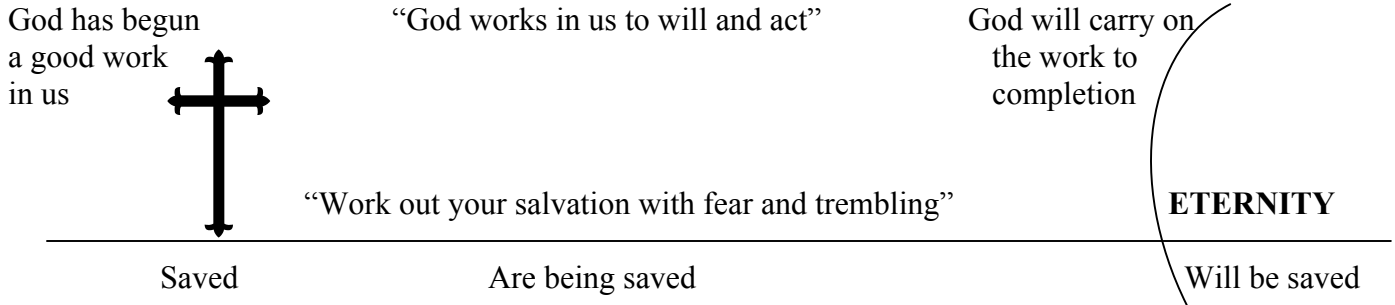 God has begun
a good work
in us
“God works in us to will and act”
God will carry on
the work to
completion
“Work out your salvation with fear and trembling”
ETERNITY
Saved
Are being saved
Will be saved